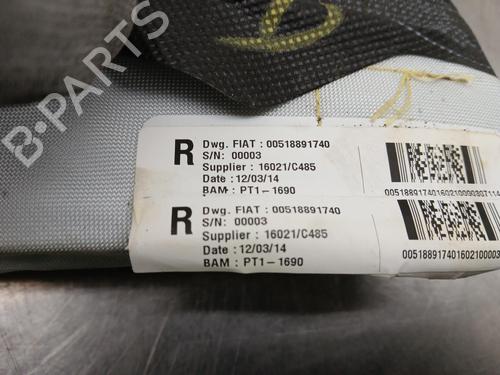 B-PARTS
R
Dwg. FIAT : 00518891740
S/N: 00003
Supplier : 16021/C485
Date : 12/03/14
BAM : PT1-1690
R
Dwg. FIAT : 00518891740
S/N: 00003
Supplier : 16021/C485
Date : 12/03/14
BAM : PT1-1690
005188917401602100003